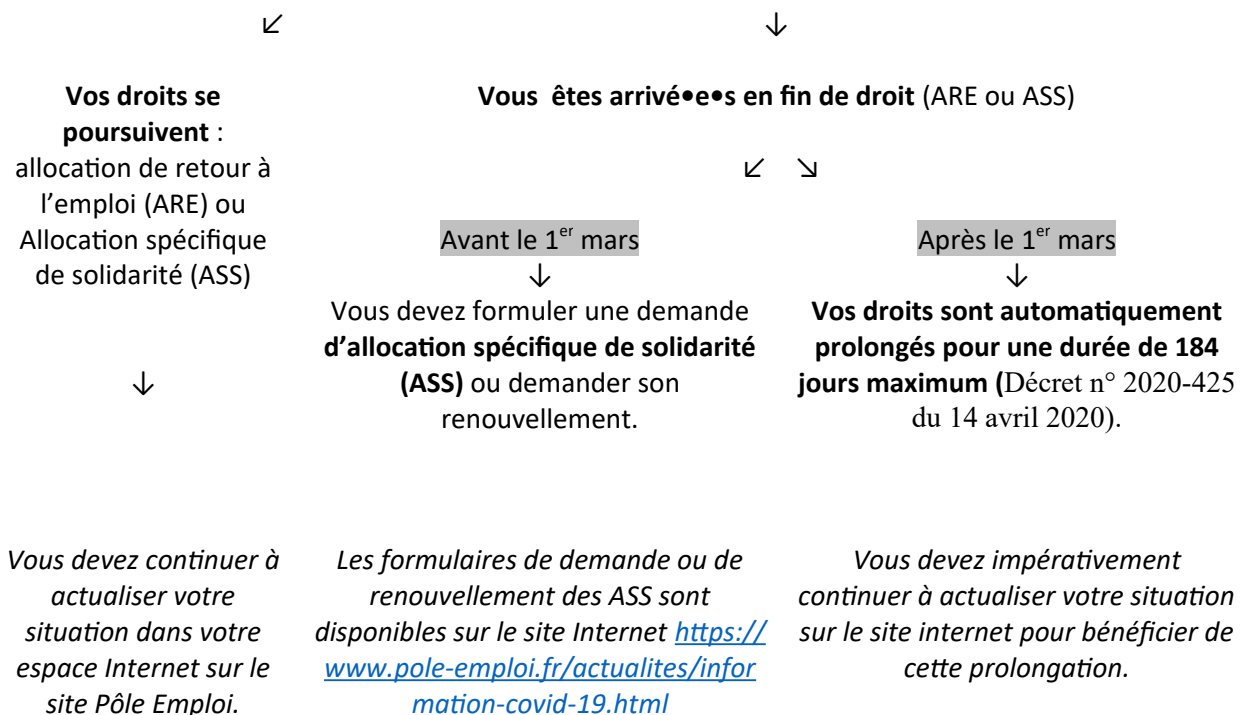 ↙ ↓
Vos droits se
poursuivent :
allocation de retour à
l'emploi (ARE) ou
Allocation spécifique
de solidarité (ASS)
↓
Vous devez continuer à
actualiser votre
situation dans votre
espace Internet sur le
site Pôle Emploi.
Vous êtes arrivé•e•s en fin de droit (ARE ou ASS)
↙ ↘
Avant le 1er mars
↓
Vous devez formuler une demande
d'allocation spécifique de solidarité
(ASS) ou demander son
renouvellement.
Les formulaires de demande ou de
renouvellement des ASS sont
disponibles sur le site Internet https://
www.pole-emploi.fr/actualites/infor
mation-covid-19.html
Après le 1er mars
↓
Vos droits sont automatiquement
prolongés pour une durée de 184
jours maximum (Décret n° 2020-425
du 14 avril 2020).
Vous devez impérativement
continuer à actualiser votre situation
sur le site internet pour bénéficier de
cette prolongation.